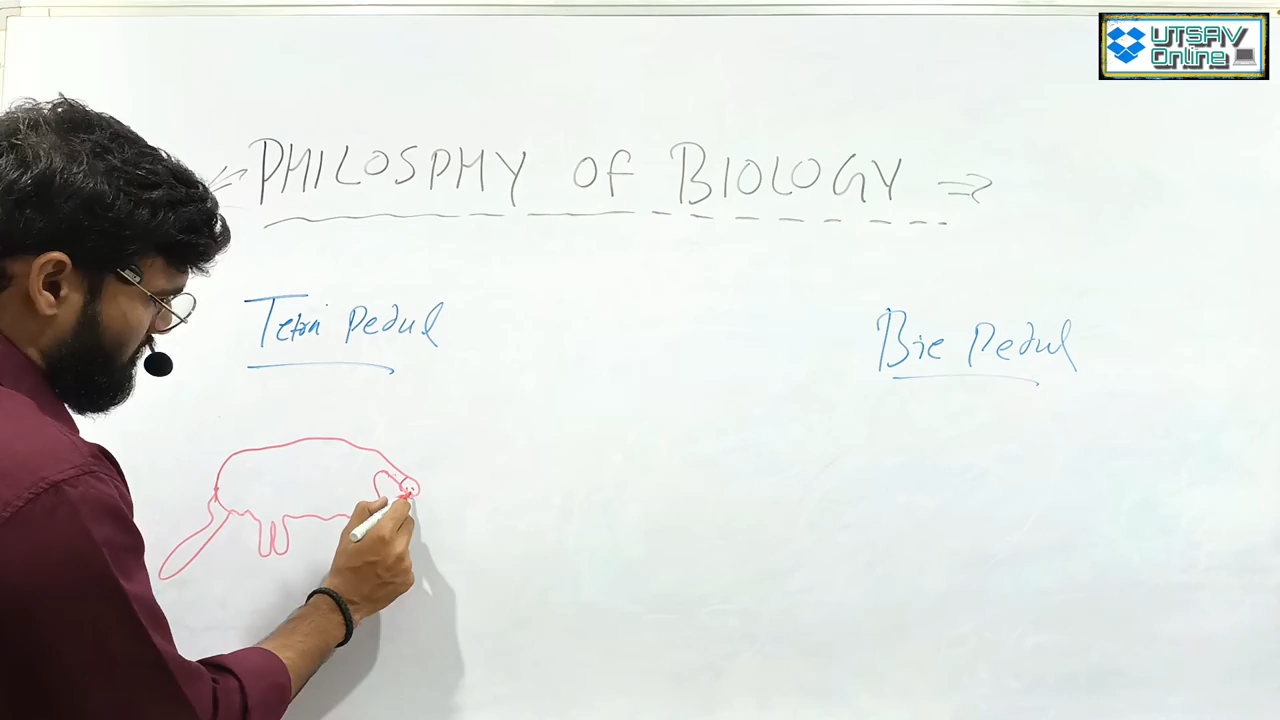 UTSAV
Online
PHILOSPHY OF BIOLOGY
Tetra Pedul
Bie Pedul